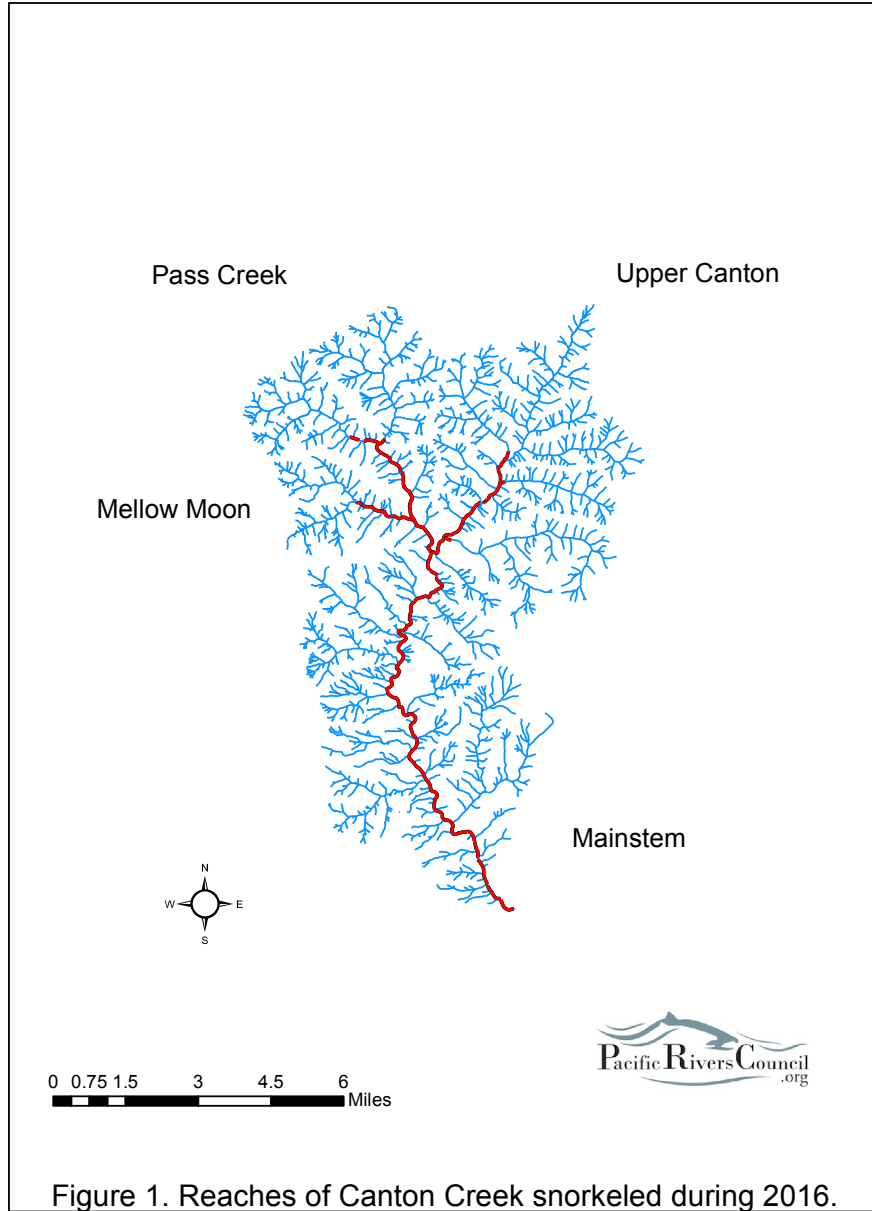 Pass Creek
Upper Canton
Mellow Moon
Mainstem
N
W E
S
Pacific Rivers Council
.org
0 0.75 1.5 3 4.5 6
Miles
Figure 1. Reaches of Canton Creek snorkeled during 2016.